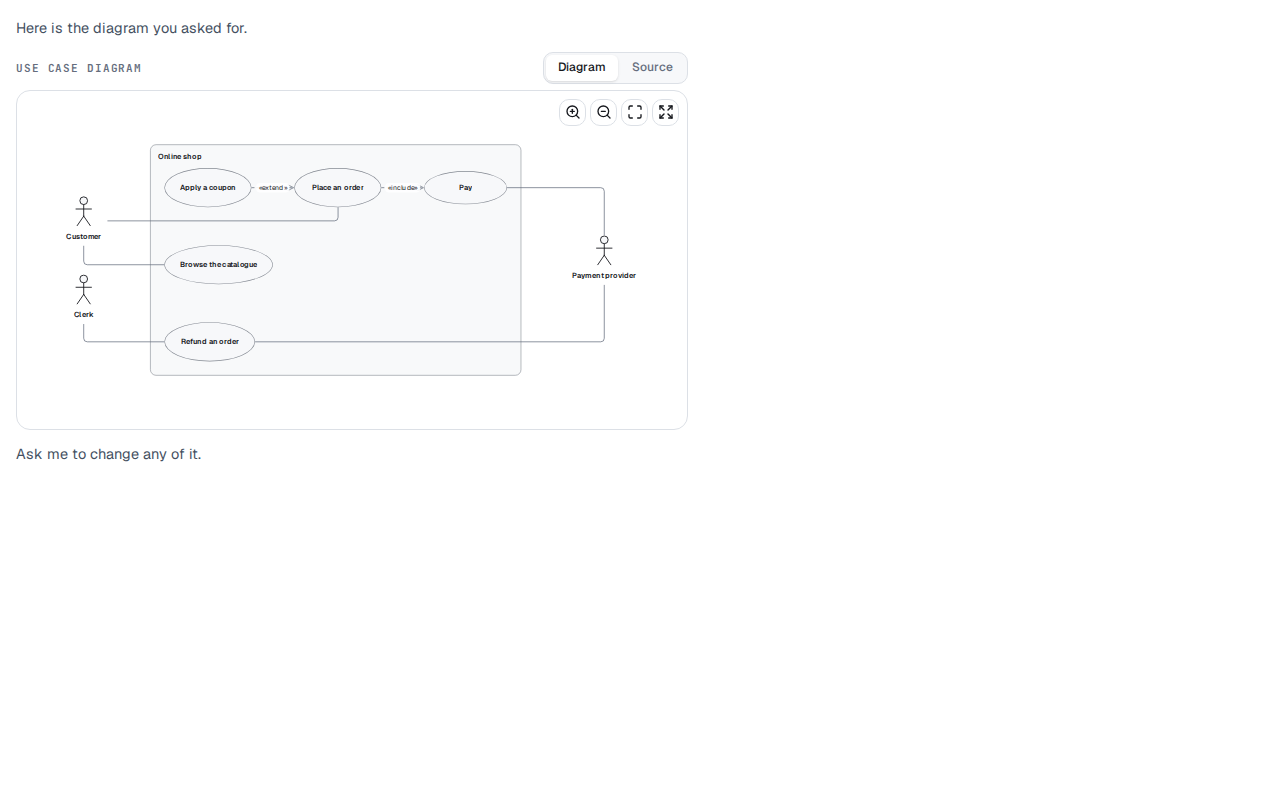 Here is the diagram you asked for.
USE CASE DIAGRAM
Diagram
Source
Online shop
Apply a coupon
«extend»
Place an order
«include»
Pay
Customer
Browse the catalogue
Payment provider
Clerk
Refund an order
Ask me to change any of it.